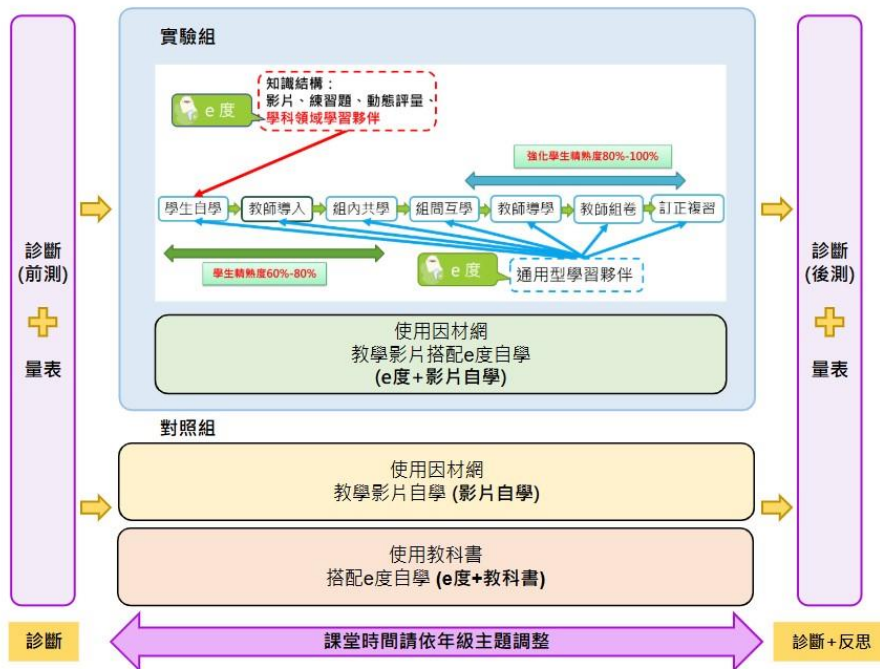 實驗組
知識結構：
影片、練習題、動態評量、
學科領域學習夥伴
e度
強化學生精熟度80%-100%
學生自學
教師導入
組內共學
組間互學
教師導學
教師組卷
訂正複習
學生精熟度60%-80%
e度
通用型學習夥伴
使用因材網
教學影片搭配e度自學
(e度+影片自學)
診斷
(前測)
量表
診斷
(後測)
量表
對照組
使用因材網
教學影片自學 (影片自學)
使用教科書
搭配e度自學 (e度+教科書)
診斷
課堂時間請依年級主題調整
診斷+反思